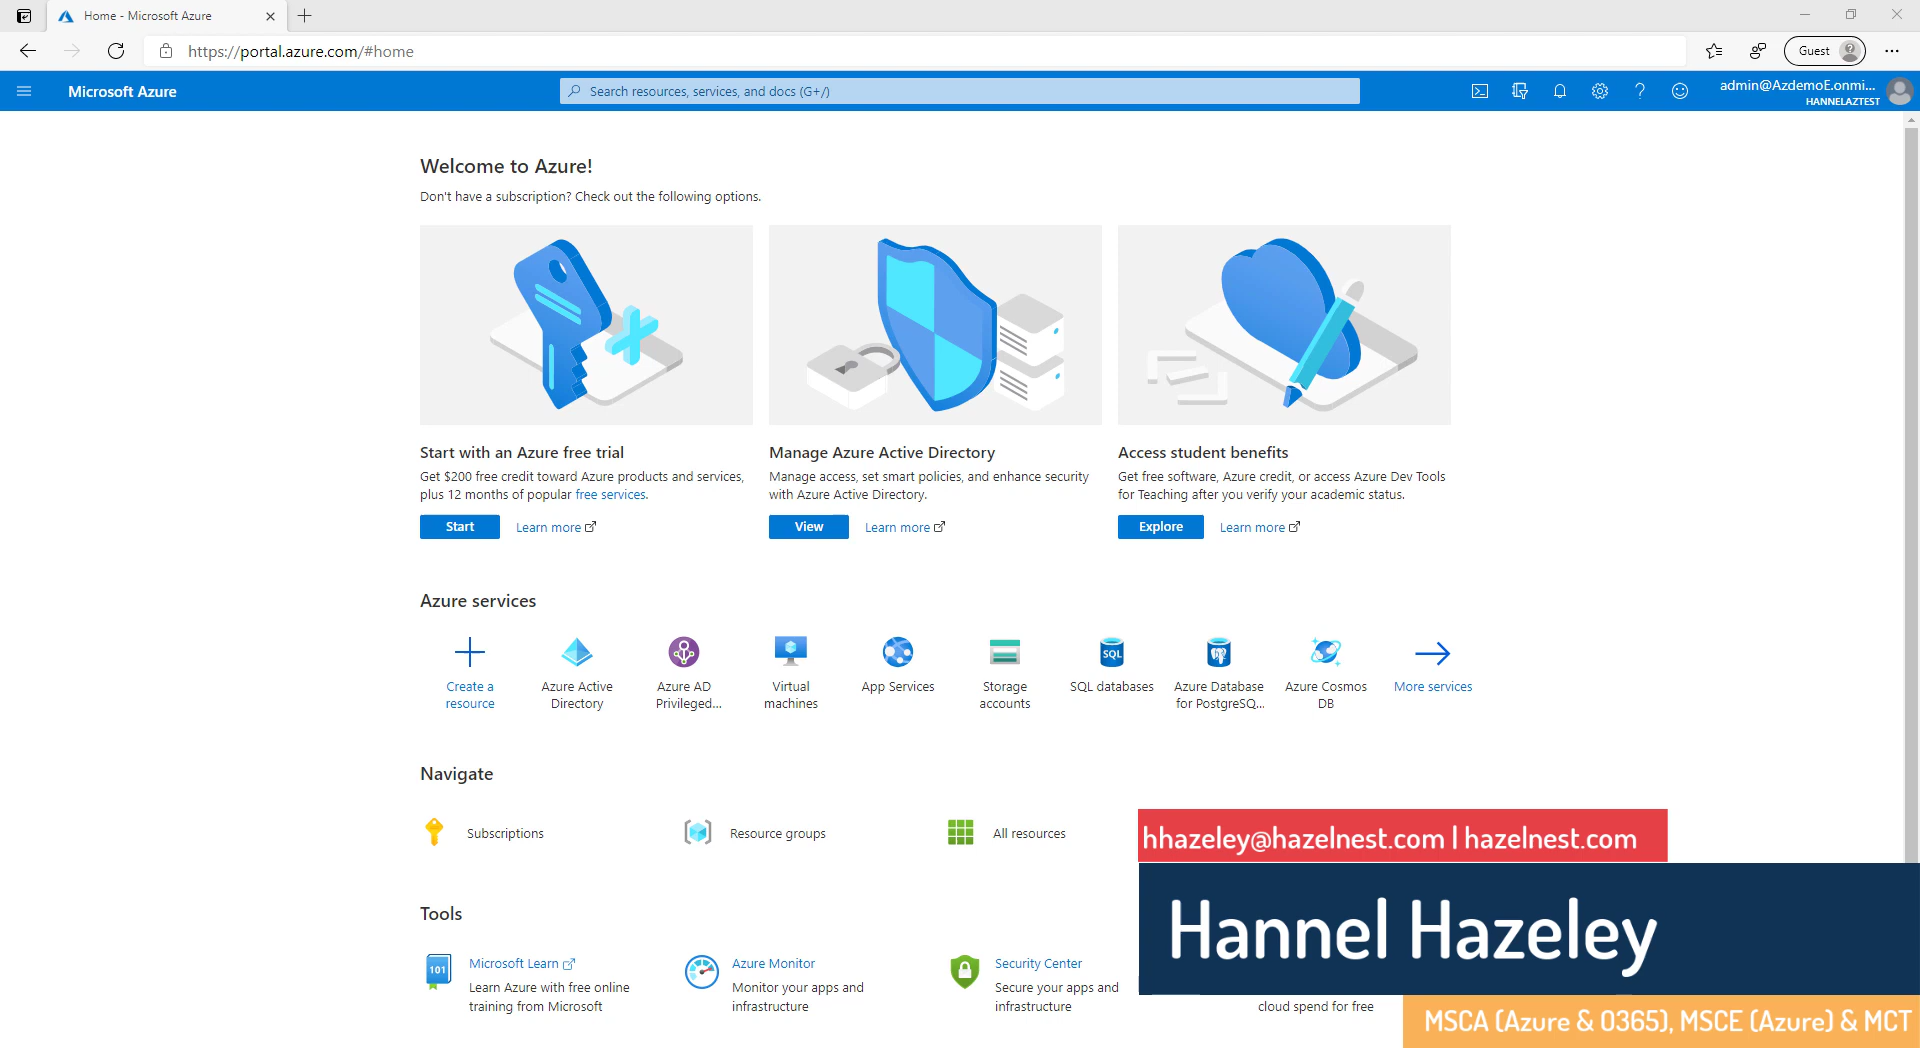 Home - Microsoft Azure
https://portal.azure.com/#home
Guest
Microsoft Azure
Search resources, services, and docs (G+/)
admin@AzdemoE.onmi...
HANNELAZTEST
Welcome to Azure!
Don't have a subscription? Check out the following options.
Start with an Azure free trial
Get $200 free credit toward Azure products and services,
plus 12 months of popular free services.
Start
Learn more
Manage Azure Active Directory
Manage access, set smart policies, and enhance security
with Azure Active Directory.
View
Learn more
Access student benefits
Get free software, Azure credit, or access Azure Dev Tools
for Teaching after you verify your academic status.
Explore
Learn more
Azure services
Create a
resource
Azure Active
Directory
Azure AD
Privileged...
Virtual
machines
App Services
Storage
accounts
SQL
SQL databases
Azure Database
for PostgreSQ...
Azure Cosmos
DB
More services
Navigate
Subscriptions
Resource groups
All resources
Tools
101
Microsoft Learn
Learn Azure with free online
training from Microsoft
Azure Monitor
Monitor your apps and
infrastructure
Security Center
Secure your apps and
infrastructure
cloud spend for free
hhazeley@hazelnest.com | hazelnest.com
Hannel Hazeley
MSCA (Azure & O365), MSCE (Azure) & MCT